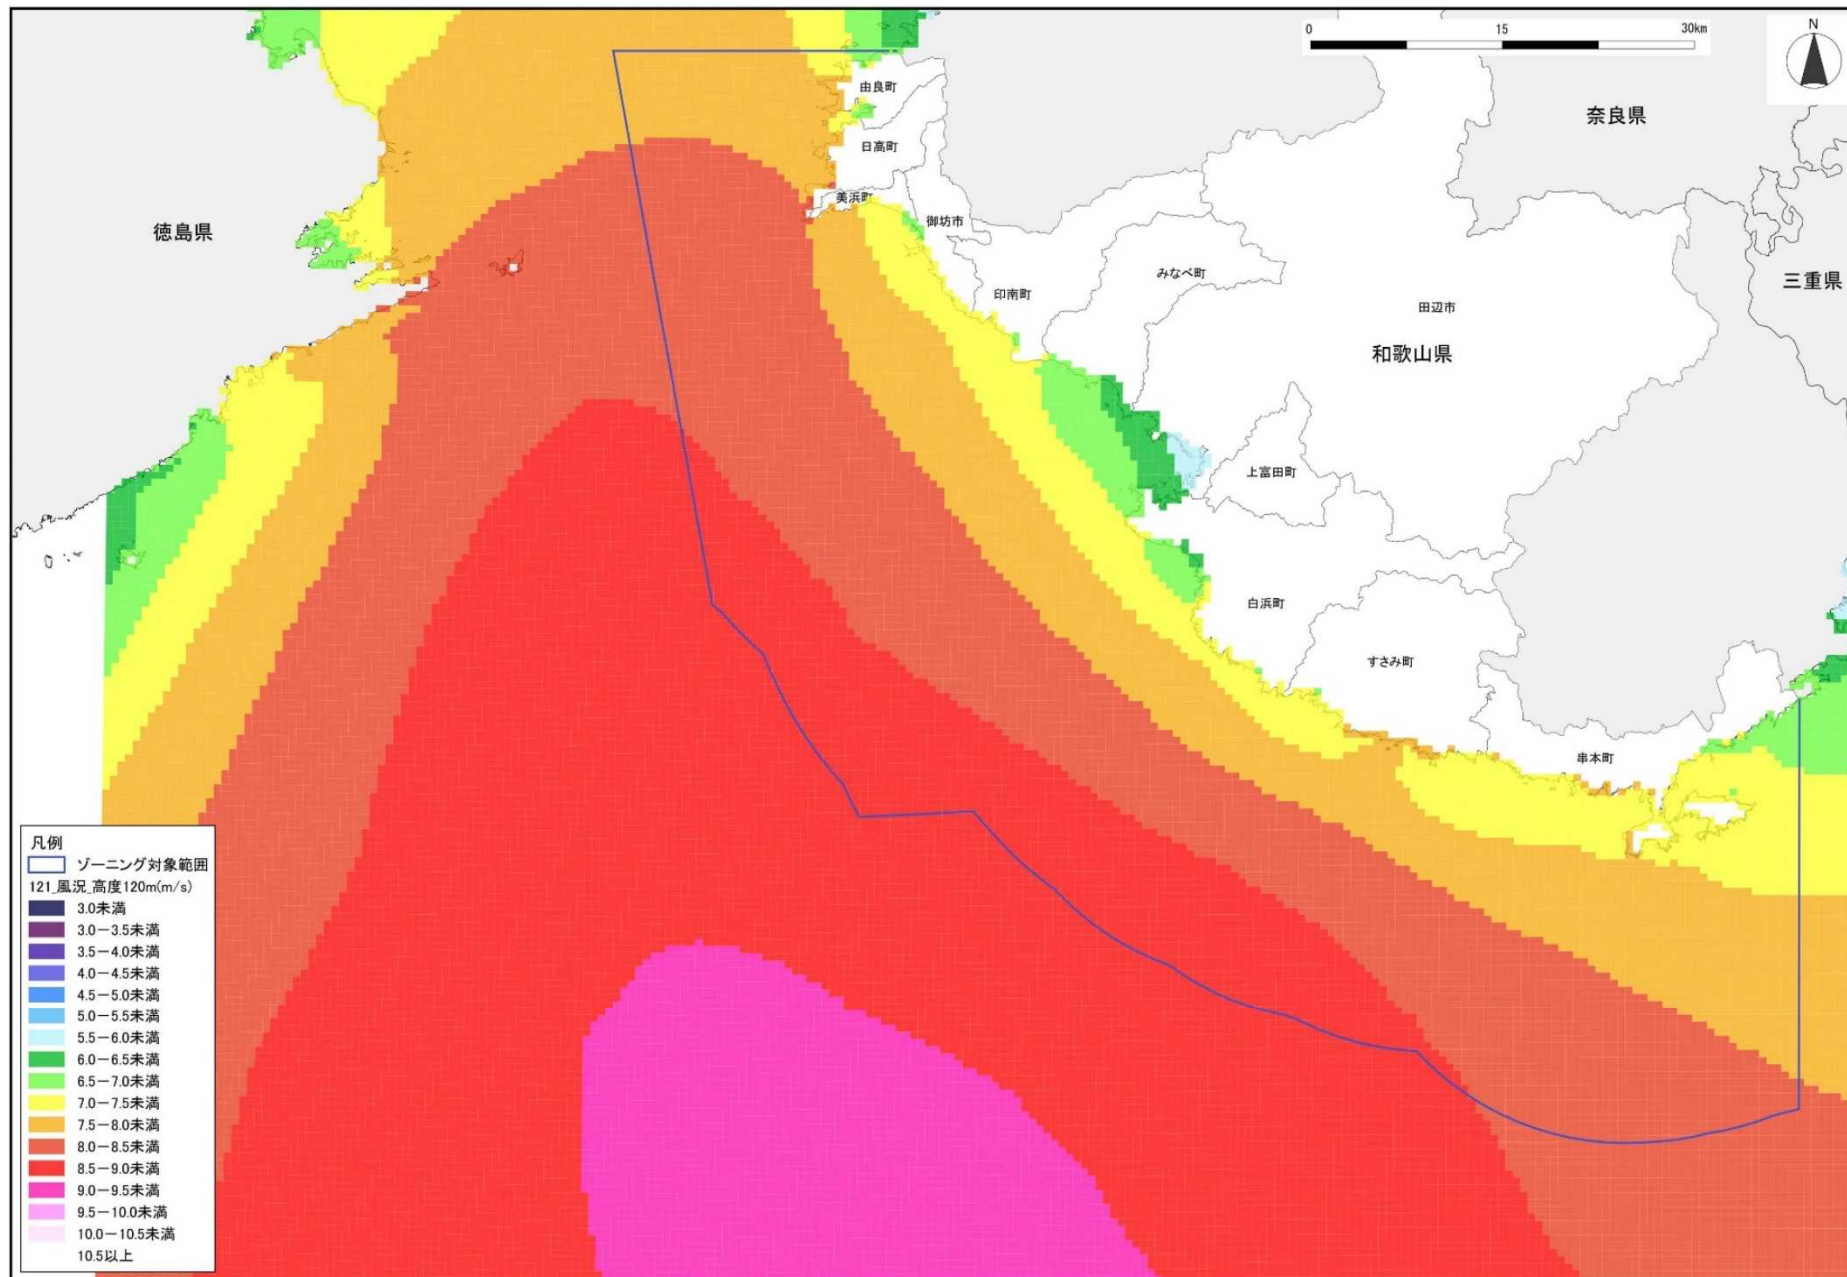 0 15 30km
N
由良町
奈良県
日高町
美浜町
御坊市
徳島県
みなべ町
三重県
印南町
田辺市
和歌山県
上富田町
白浜町
すさみ町
串本町
凡例
ゾーニング対象範囲
121_風況_高度120m(m/s)
3.0未満
3.0－3.5未満
3.5－4.0未満
4.0－4.5未満
4.5－5.0未満
5.0－5.5未満
5.5－6.0未満
6.0－6.5未満
6.5－7.0未満
7.0－7.5未満
7.5－8.0未満
8.0－8.5未満
8.5－9.0未満
9.0－9.5未満
9.5－10.0未満
10.0－10.5未満
10.5以上